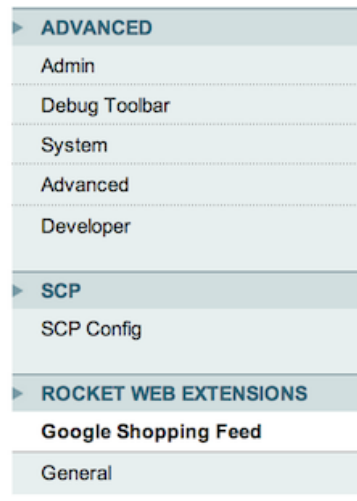 ADVANCED
Admin
Debug Toolbar
System
Advanced
Developer
SCP
SCP Config
ROCKET WEB EXTENSIONS
Google Shopping Feed
General